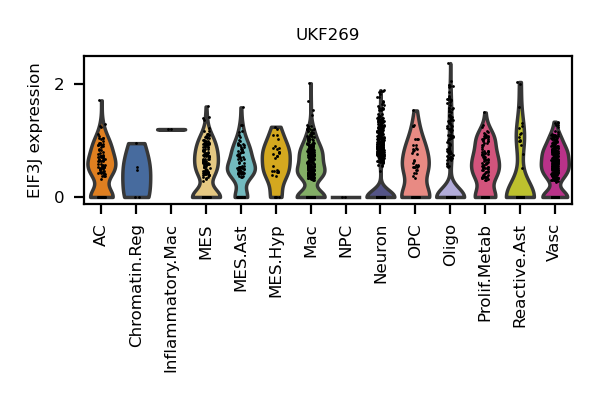 UKF269
EIF3J expression
2
0
AC
Chromatin.Reg
Inflammatory.Mac
MES
MES.Ast
MES.Hyp
Mac
NPC
Neuron
OPC
Oligo
Prolif.Metab
Reactive.Ast
Vasc